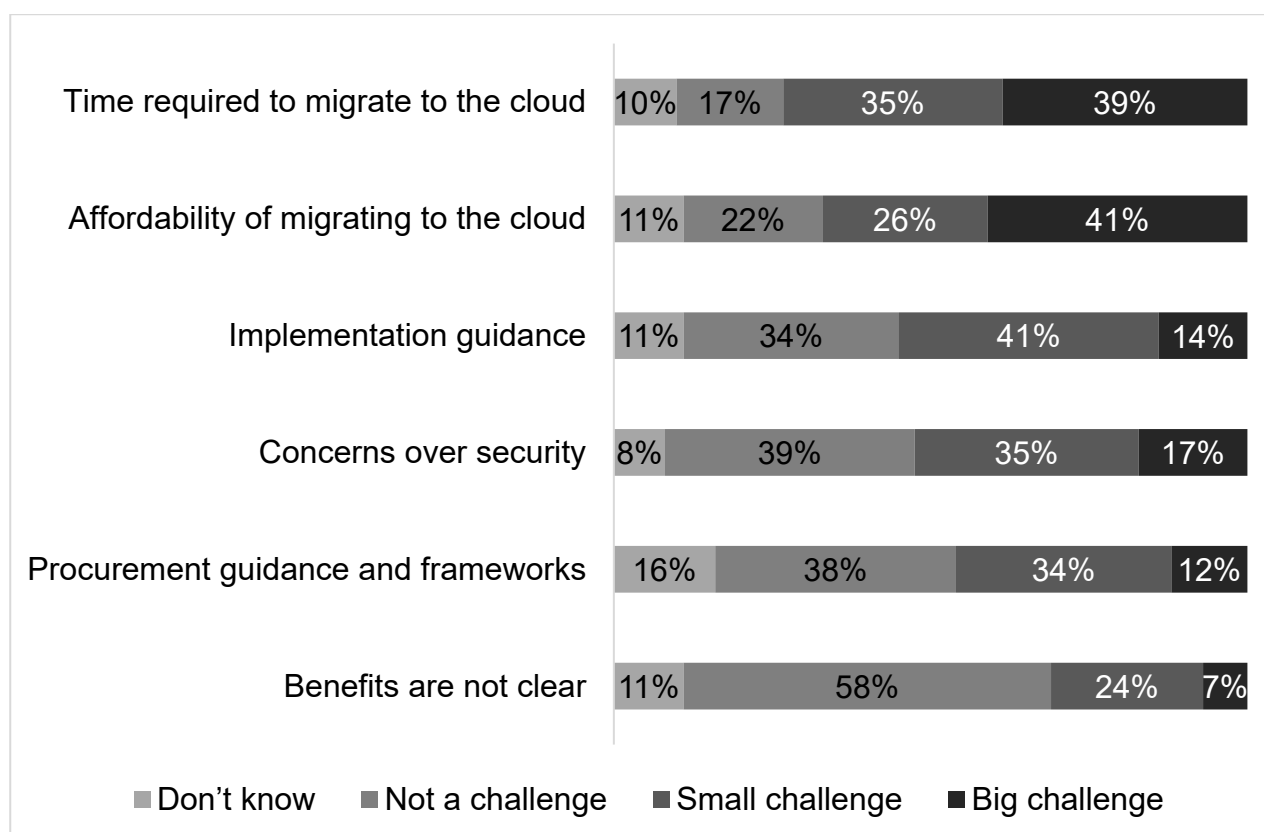 Time required to migrate to the cloud 10% 17% 35% 39%
Affordability of migrating to the cloud 11% 22% 26% 41%
Implementation guidance 11% 34% 41% 14%
Concerns over security 8% 39% 35% 17%
Procurement guidance and frameworks 16% 38% 34% 12%
Benefits are not clear 11% 58% 24% 7%
Don’t know Not a challenge Small challenge Big challenge